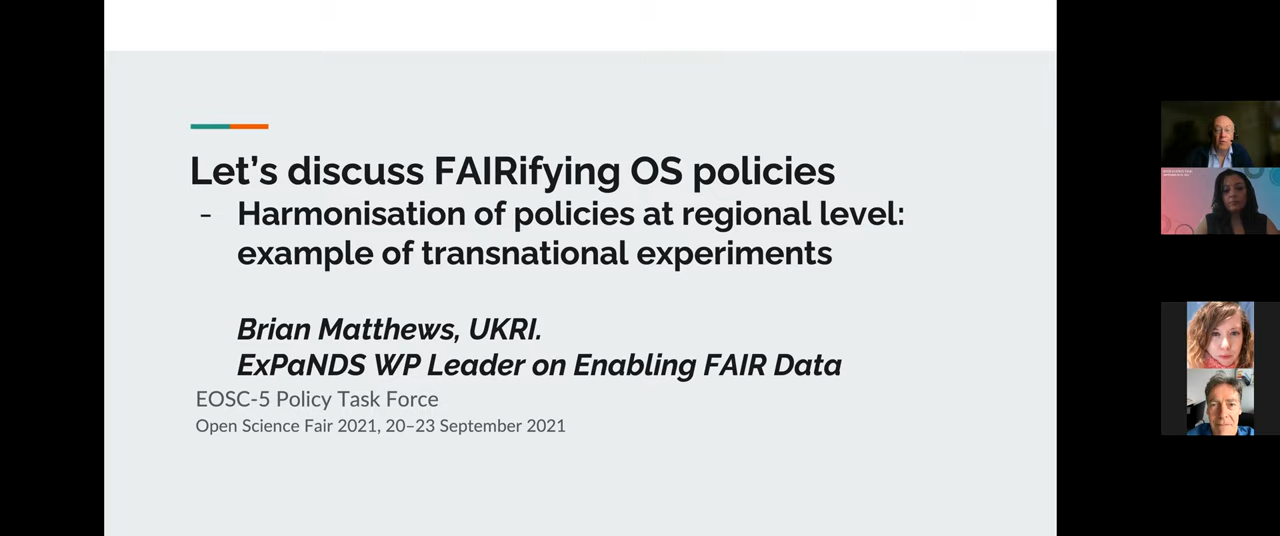 Let's discuss FAIRifying OS policies
- Harmonisation of policies at regional level:
example of transnational experiments
Brian Matthews, UKRI.
ExPaNDS WP Leader on Enabling FAIR Data
EOSC-5 Policy Task Force
Open Science Fair 2021, 20–23 September 2021